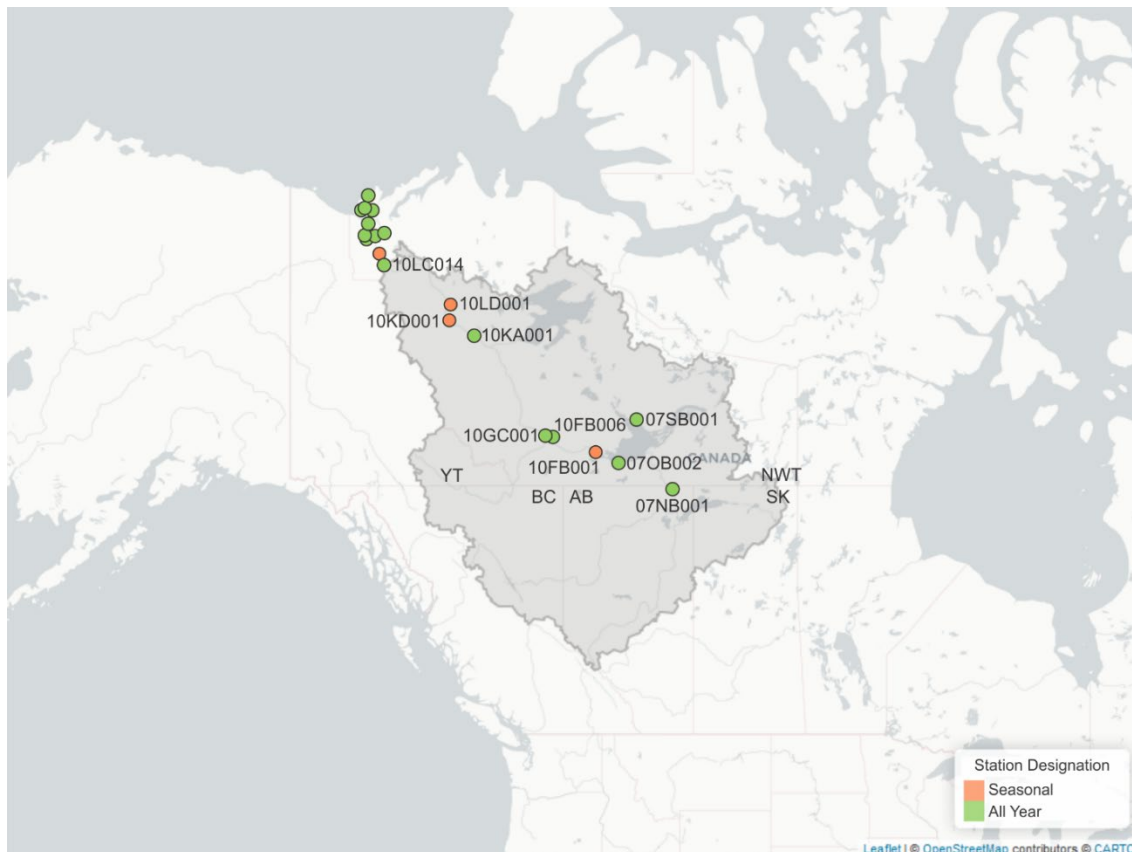 10LC014
10LD001
10KD001
10KA001
07SB001
10FB006
10GC001
10FB001
CANADA
07OB002
YT
NWT
BC AB
SK
07NB001
Station Designation
Seasonal
All Year
Leaflet | © OpenStreetMap contributors © CARTO